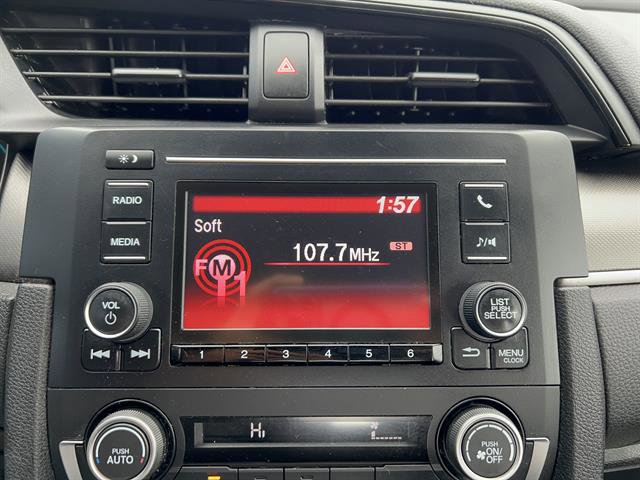 1:57
RADIO
Soft
107.7MHz
ST
MEDIA
FM
1
VOL
LIST
PUSH
SELECT
1 2 3 4 5 6
MENU
CLOCK
Hi
PUSH
AUTO
PUSH
ON/
OFF